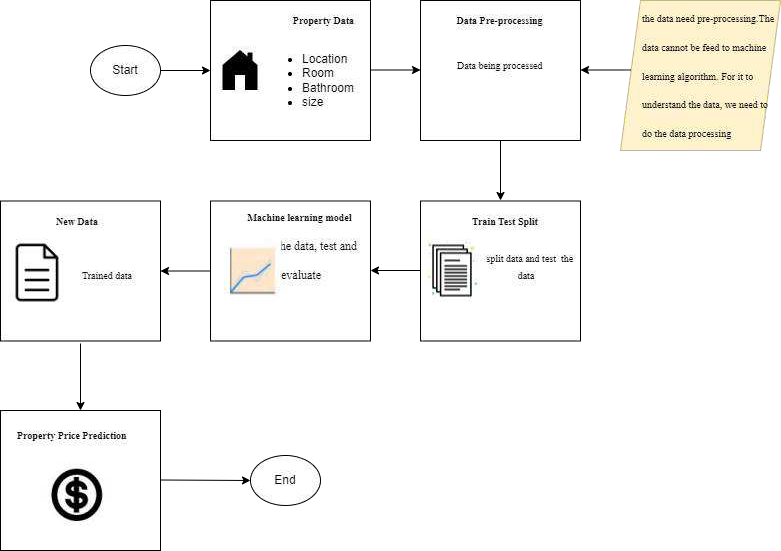 Start
Property Data
Location
Room
Bathroom
size
Data Pre-processing
Data being processed
the data need pre-processing.The
data cannot be feed to machine
learning algorithm. For it to
understand the data, we need to
do the data processing
New Data
Trained data
Machine learning model
he data, test and
evaluate
Train Test Split
split data and test the
data
Property Price Prediction
End